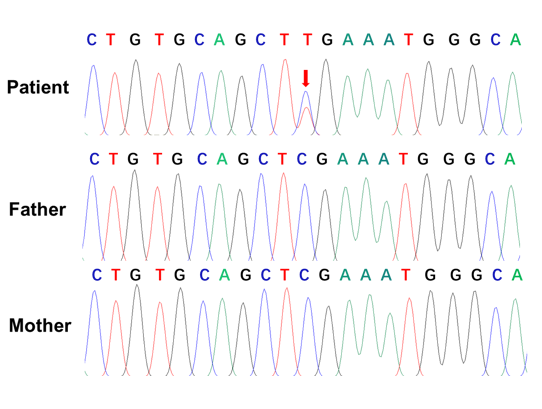 C T G T G C A G C T T G A A A T G G G C A
Patient
C T G T G C A G C T C G A A A T G G G C A
Father
C T G T G C A G C T C G A A A T G G G C A
Mother